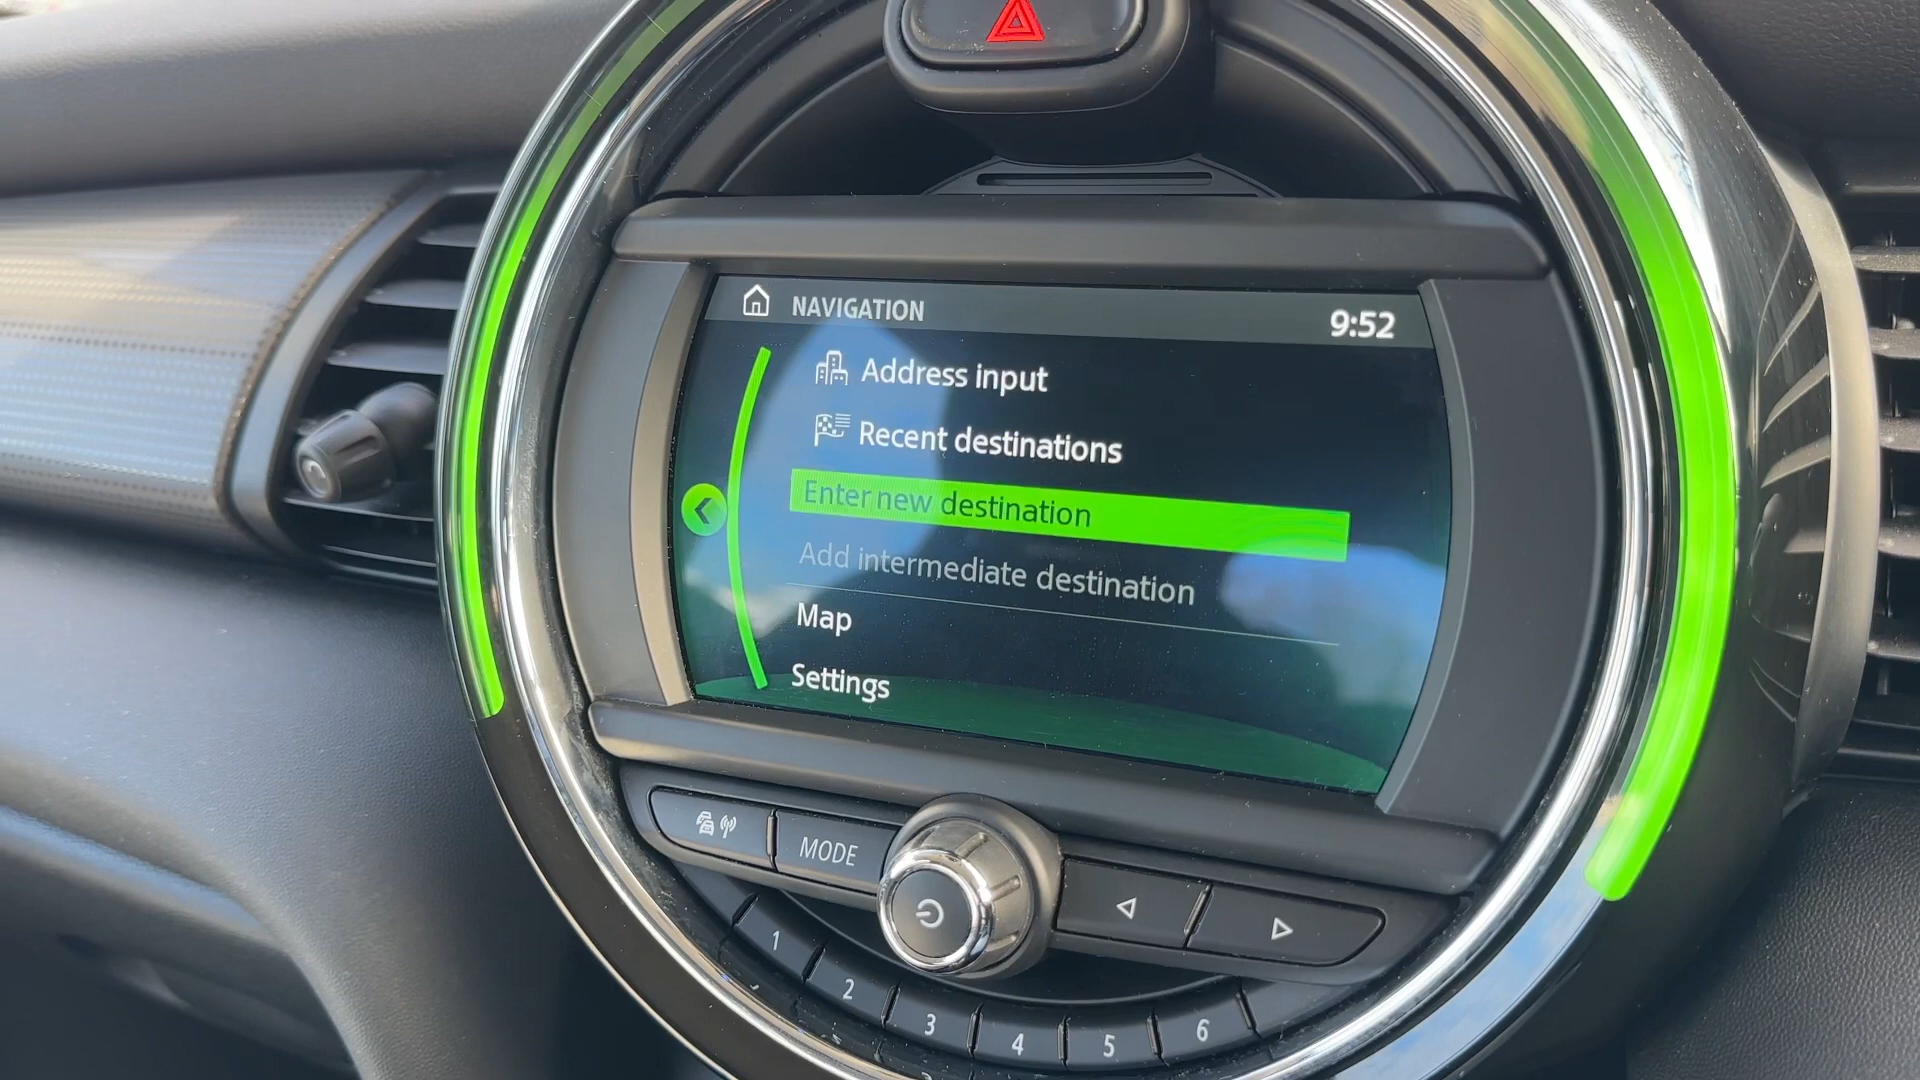 NAVIGATION 9:52
Address input
Recent destinations
Enter new destination
Add intermediate destination
Map
Settings
MODE
1 2 3 4 5 6